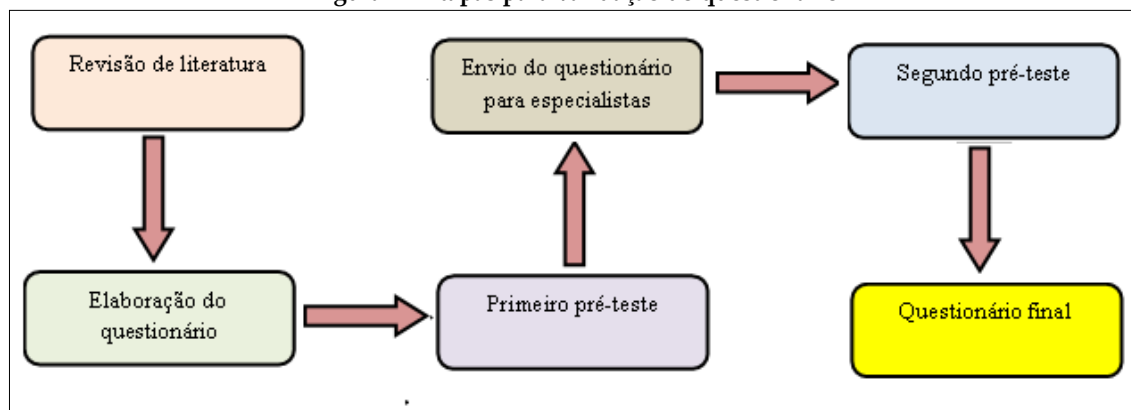 Revisão de literatura
Elaboração do
questionário
Primeiro pré-teste
Envio do questionário
para especialistas
Segundo pré-teste
Questionário final